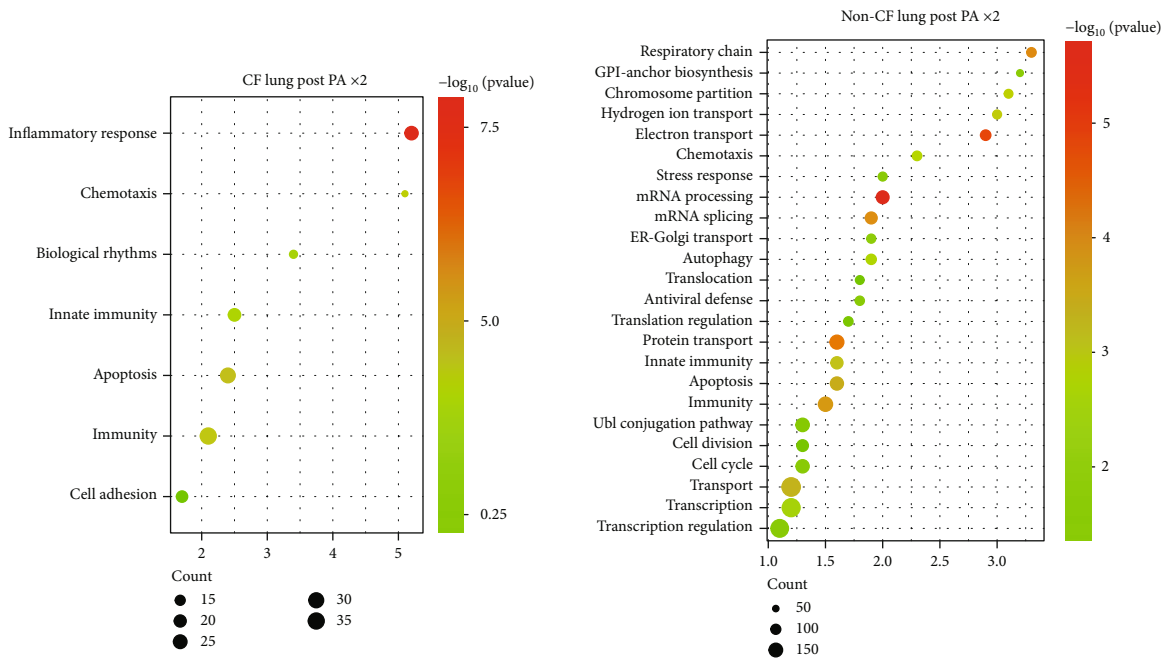 CF lung post PA ×2
−log10 (pvalue)
Inflammatory response
Chemotaxis
Biological rhythms
Innate immunity
Apoptosis
Immunity
Cell adhesion
7.5
5.0
0.25
2 3 4 5
Count
15
20
25
30
35
Non-CF lung post PA ×2
−log10 (pvalue)
Respiratory chain
GPI-anchor biosynthesis
Chromosome partition
Hydrogen ion transport
Electron transport
Chemotaxis
Stress response
mRNA processing
mRNA splicing
ER-Golgi transport
Autophagy
Translocation
Antiviral defense
Translation regulation
Protein transport
Innate immunity
Apoptosis
Immunity
Ubl conjugation pathway
Cell division
Cell cycle
Transport
Transcription
Transcription regulation
5
4
3
2
1.0 1.5 2.0 2.5 3.0
Count
50
100
150